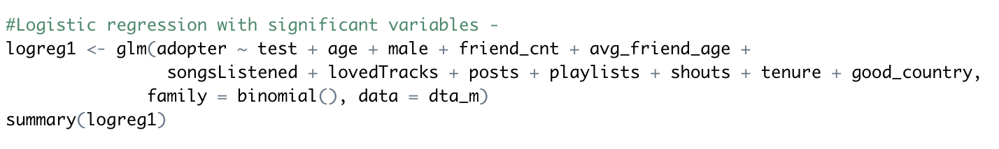 #Logistic regression with significant variables -
logreg1 <- glm(adopter ~ test + age + male + friend_cnt + avg_friend_age +
songsListened + lovedTracks + posts + playlists + shouts + tenure + good_country,
family = binomial(), data = dta_m)
summary(logreg1)